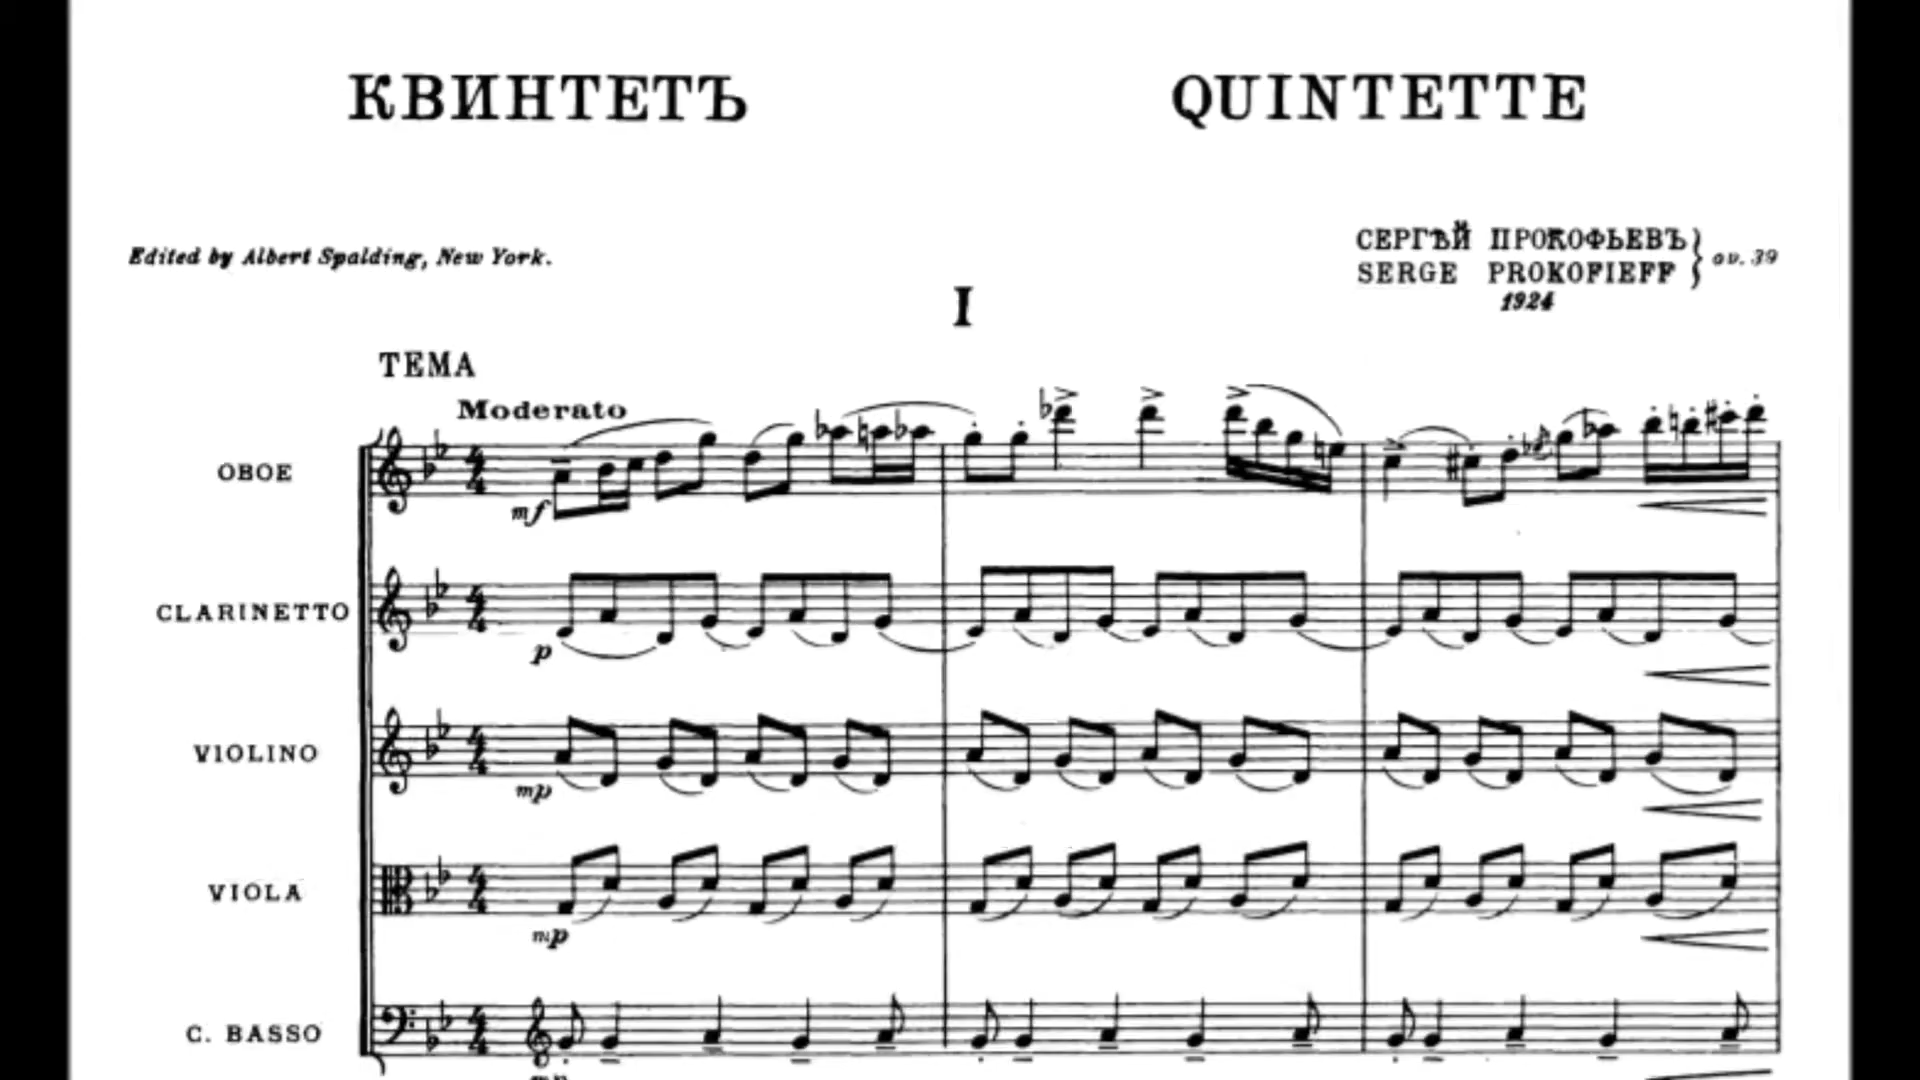 КВИНТЕТЪ QUINTETTE
Edited by Albert Spalding, New York.
СЕРГѢЙ ПРОКОФЬЕВЪ
SERGE PROKOFIEFF
op. 39
1924
I
ТЕМА
Moderato
OBOE
mf
CLARINETTO
p
VIOLINO
mp
VIOLA
mp
C. BASSO